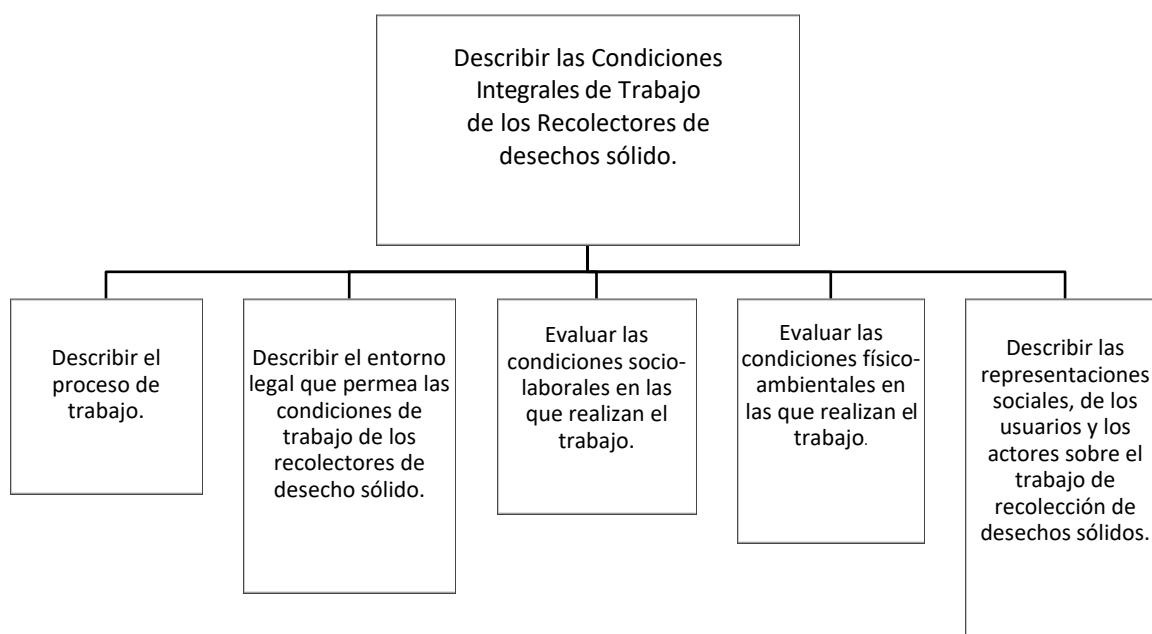 Describir las Condiciones
Integrales de Trabajo
de los Recolectores de
desechos sólido.
Describir el
proceso de
trabajo.
Describir el entorno
legal que permea las
condiciones de
trabajo de los
recolectores de
desecho sólido.
Evaluar las
condiciones socio-
laborales en las
que realizan el
trabajo.
Evaluar las
condiciones físico-
ambientales en
las que realizan el
trabajo.
Describir las
representaciones
sociales, de los
usuarios y los
actores sobre el
trabajo de
recolección de
desechos sólidos.